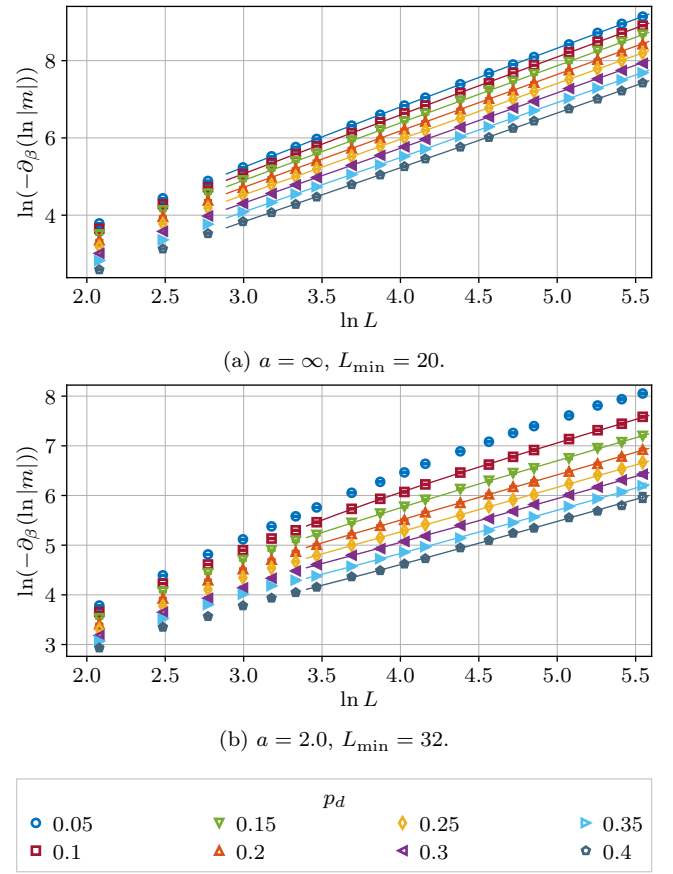 8
6
4
ln(−∂β(ln |m|))
2.0 2.5 3.0 3.5 4.0 4.5 5.0 5.5
ln L
(a) a = ∞, Lmin = 20.
8
7
6
5
4
3
ln(−∂β(ln |m|))
2.0 2.5 3.0 3.5 4.0 4.5 5.0 5.5
ln L
(b) a = 2.0, Lmin = 32.
pd
0.05 0.15 0.25 0.35
0.1 0.2 0.3 0.4